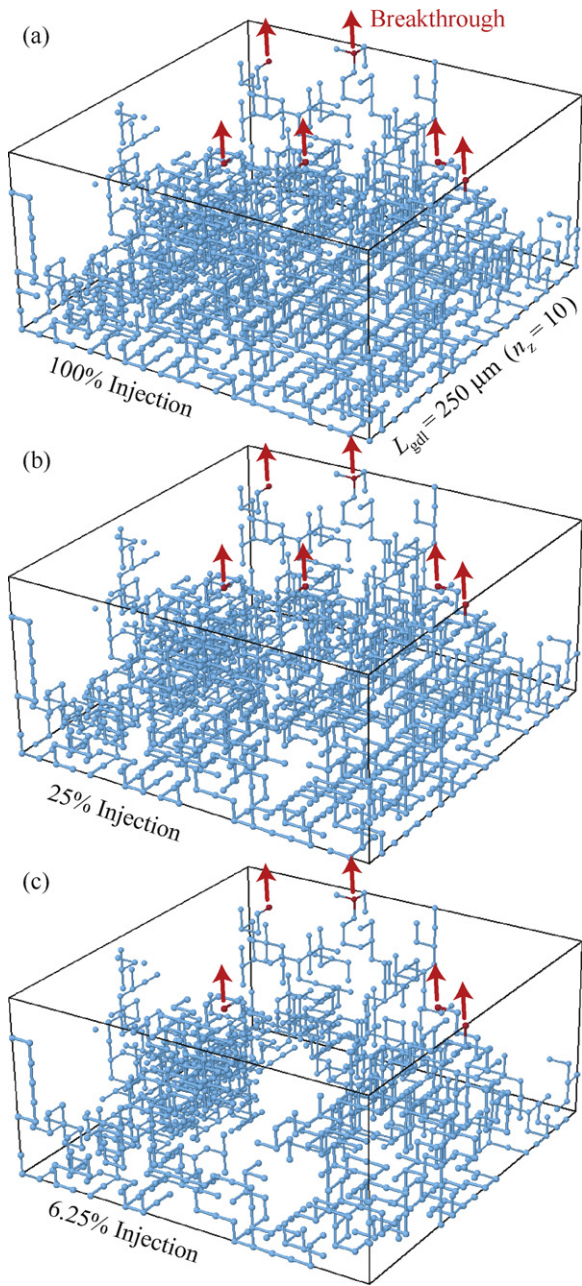 (a)
Breakthrough
100% Injection
L_gdl = 250 μm (n_z = 10)
(b)
25% Injection
(c)
6.25% Injection